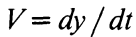 V = dy / dt